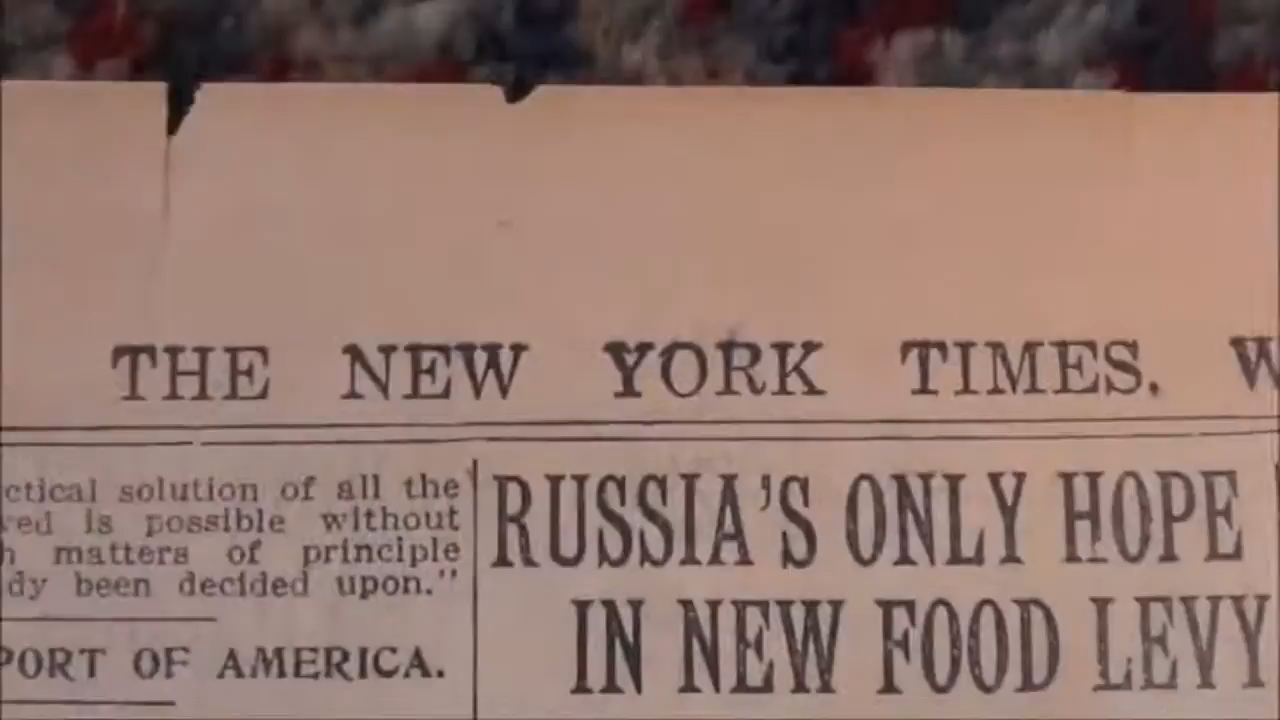 THE NEW YORK TIMES. W
ctical solution of all the
ved is possible without
h matters of principle
dy been decided upon."
PORT OF AMERICA.
RUSSIA'S ONLY HOPE
IN NEW FOOD LEVY